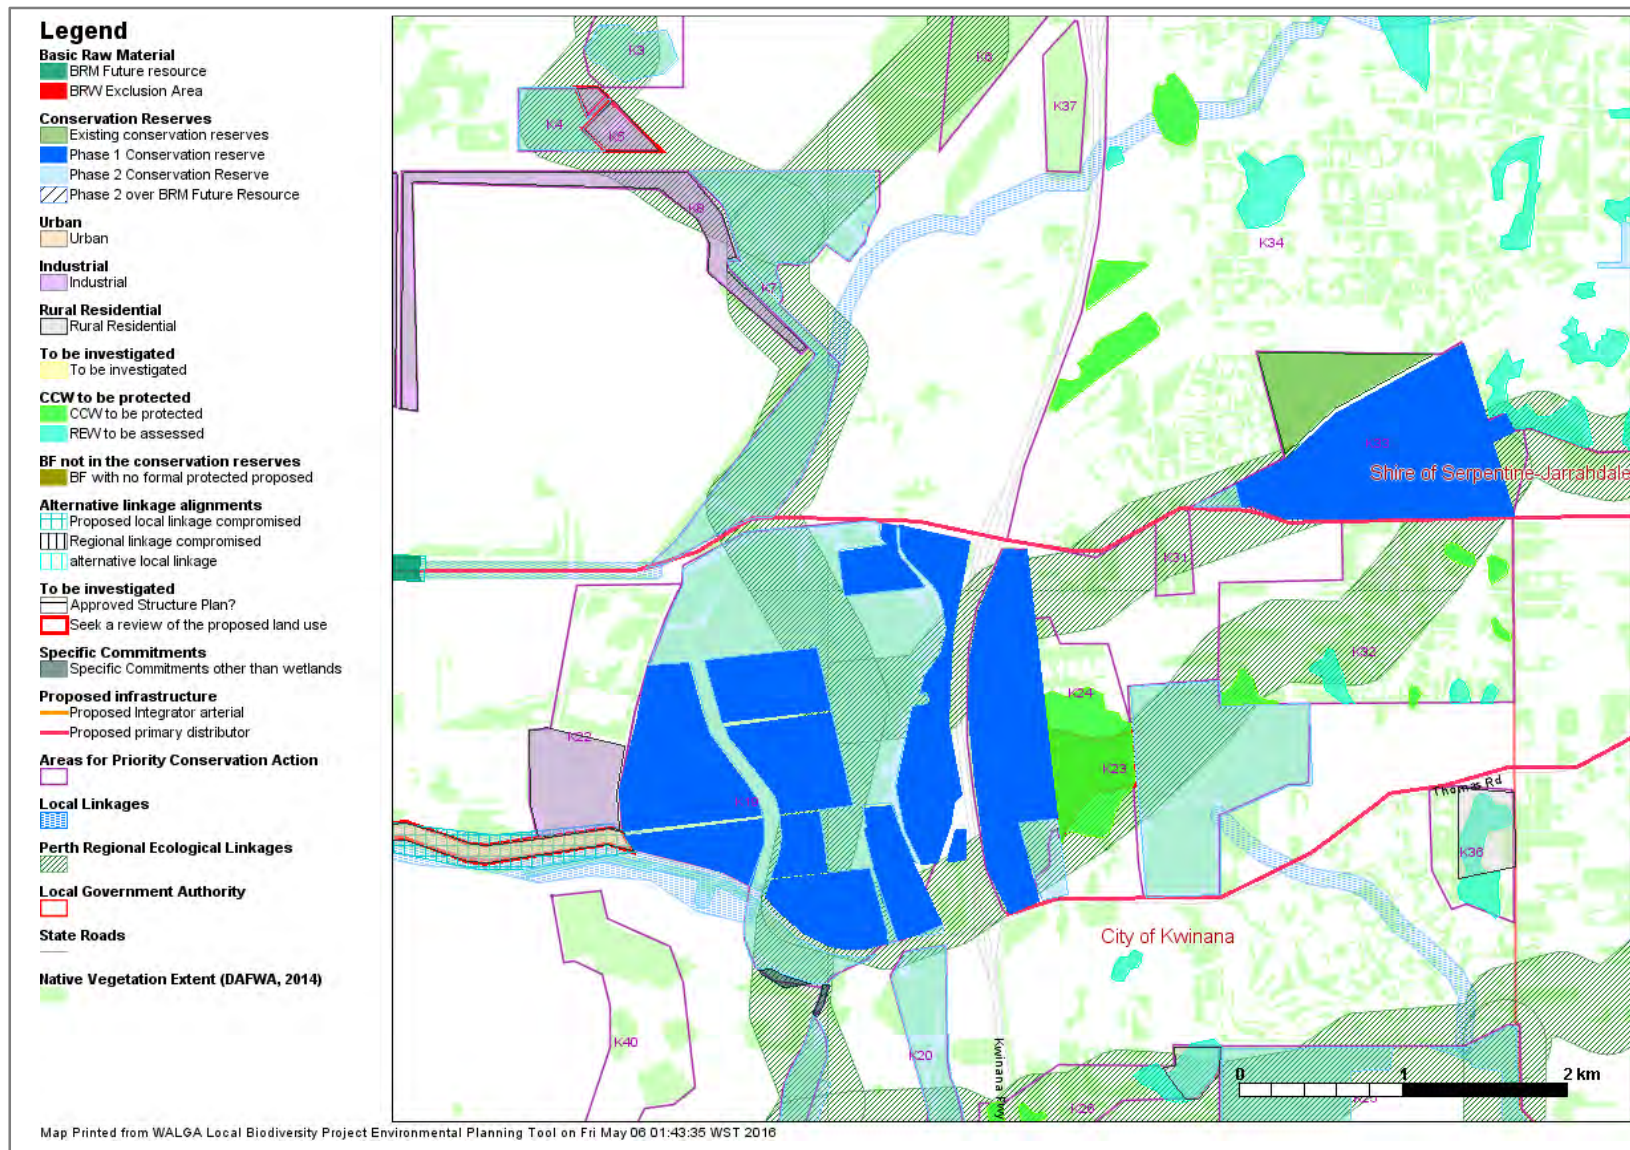 Legend
Basic Raw Material
BRM Future resource
BRW Exclusion Area
Conservation Reserves
Existing conservation reserves
Phase 1 Conservation reserve
Phase 2 Conservation Reserve
Phase 2 over BRM Future Resource
Urban
Urban
Industrial
Industrial
Rural Residential
Rural Residential
To be investigated
To be investigated
CCW to be protected
CCW to be protected
REW to be assessed
BF not in the conservation reserves
BF with no formal protected proposed
Alternative linkage alignments
Proposed local linkage compromised
Regional linkage compromised
alternative local linkage
To be investigated
Approved Structure Plan?
Seek a review of the proposed land use
Specific Commitments
Specific Commitments other than wetlands
Proposed infrastructure
Proposed Integrator arterial
Proposed primary distributor
Areas for Priority Conservation Action
Local Linkages
Perth Regional Ecological Linkages
Local Government Authority
State Roads
Native Vegetation Extent (DAFWA, 2014)
K3
K6
K37
K4
K5
K8
K34
K7
Shire of Serpentine-Jarrahdale
K31
K32
K24
K22
K23
Thomas Rd
K36
City of Kwinana
K40
K20
Kwinana Fwy
K26
0
1
2 km
Map Printed from WALGA Local Biodiversity Project Environmental Planning Tool on Fri May 06 01:43:35 WST 2016